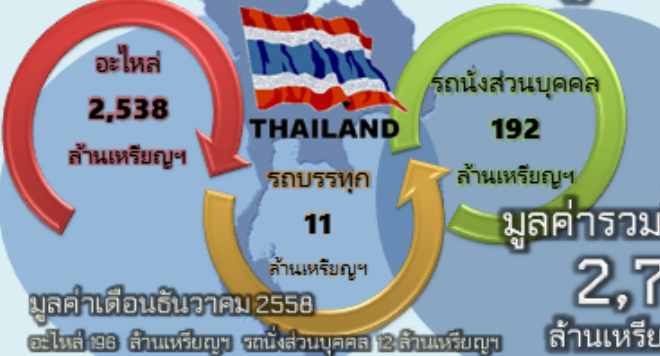 อะไหล่
2,538
ล้านเหรียญฯ
THAILAND
รถบรรทุก
11
ล้านเหรียญฯ
รถนั่งส่วนบุคคล
192
ล้านเหรียญฯ
มูลค่ารวม
2,7
ล้านเหรีย
มูลค่าเดือนธันวาคม 2558
อะไหล่ 196 ล้านเหรียญฯ รถนั่งส่วนบุคคล 12 ล้านเหรียญฯ